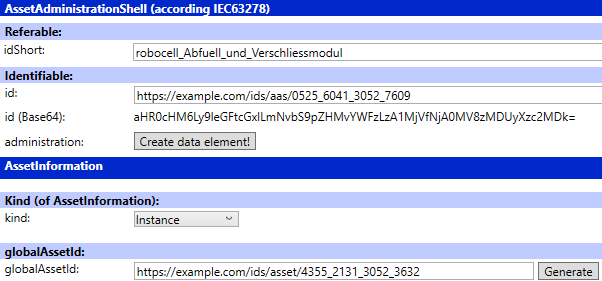 AssetAdministrationShell (according IEC63278)
Referable:
idShort: robocell_Abfuell_und_Verschliessmodul
Identifiable:
id: https://example.com/ids/aas/0525_6041_3052_7609
id (Base64): aHR0cHM6Ly9leGFtcGxlLmNvbS9pZHMvYWFzLzA1MjVfNjA0MV8zMDUyXzc2MDk=
administration: Create data element!
AssetInformation
Kind (of AssetInformation):
kind: Instance
globalAssetId:
globalAssetId: https://example.com/ids/asset/4355_2131_3052_3632 Generate